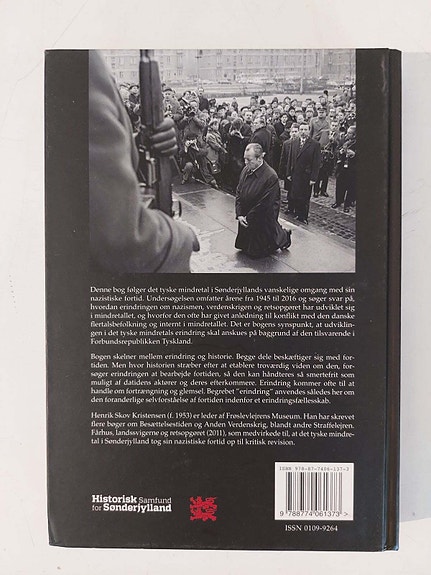 Denne bog følger det tyske mindretal i Sønderjyllands vanskelige omgang med sin
nazistiske fortid. Undersøgelsen omfatter årene fra 1945 til 2016 og søger svar på,
hvordan erindringen om nazismen, verdenskrigen og retsopgøret har udviklet sig
i mindretallet, og hvorfor den ofte har givet anledning til konflikt med den danske
flertalsbefolkning og internt i mindretallet. Det er bogens synspunkt, at udviklin-
gen i det tyske mindretals erindring skal anskues på baggrund af den tilsvarende i
Forbundsrepublikken Tyskland.
Bogen skelner mellem erindring og historie. Begge dele beskæftiger sig med for-
tiden. Men hvor historien stræber efter at etablere troværdig viden om den, for-
søger erindringen at bearbejde fortiden, så den kan håndteres så smertefrit som
muligt af datidens aktører og deres efterkommere. Erindring kommer ofte til at
handle om fortrængning og glemsel. Begrebet "erindring" anvendes således her om
den foranderlige selvforståelse af fortiden indenfor et erindringsfællesskab.
Henrik Skov Kristensen (f. 1953) er leder af Frøslevlejrens Museum. Han har skrevet
flere bøger om Besættelsestiden og Anden Verdenskrig, blandt andre Straffelejren.
Fårhus, landssvigerne og retsopgøret (2011), som medvirkede til, at det tyske mindre-
tal i Sønderjylland tog sin nazistiske fortid op til kritisk revision.
Historisk Samfund
for Sønderjylland
ISBN 978-87-7406-137-3
9 788774 061373 >
ISSN 0109-9264